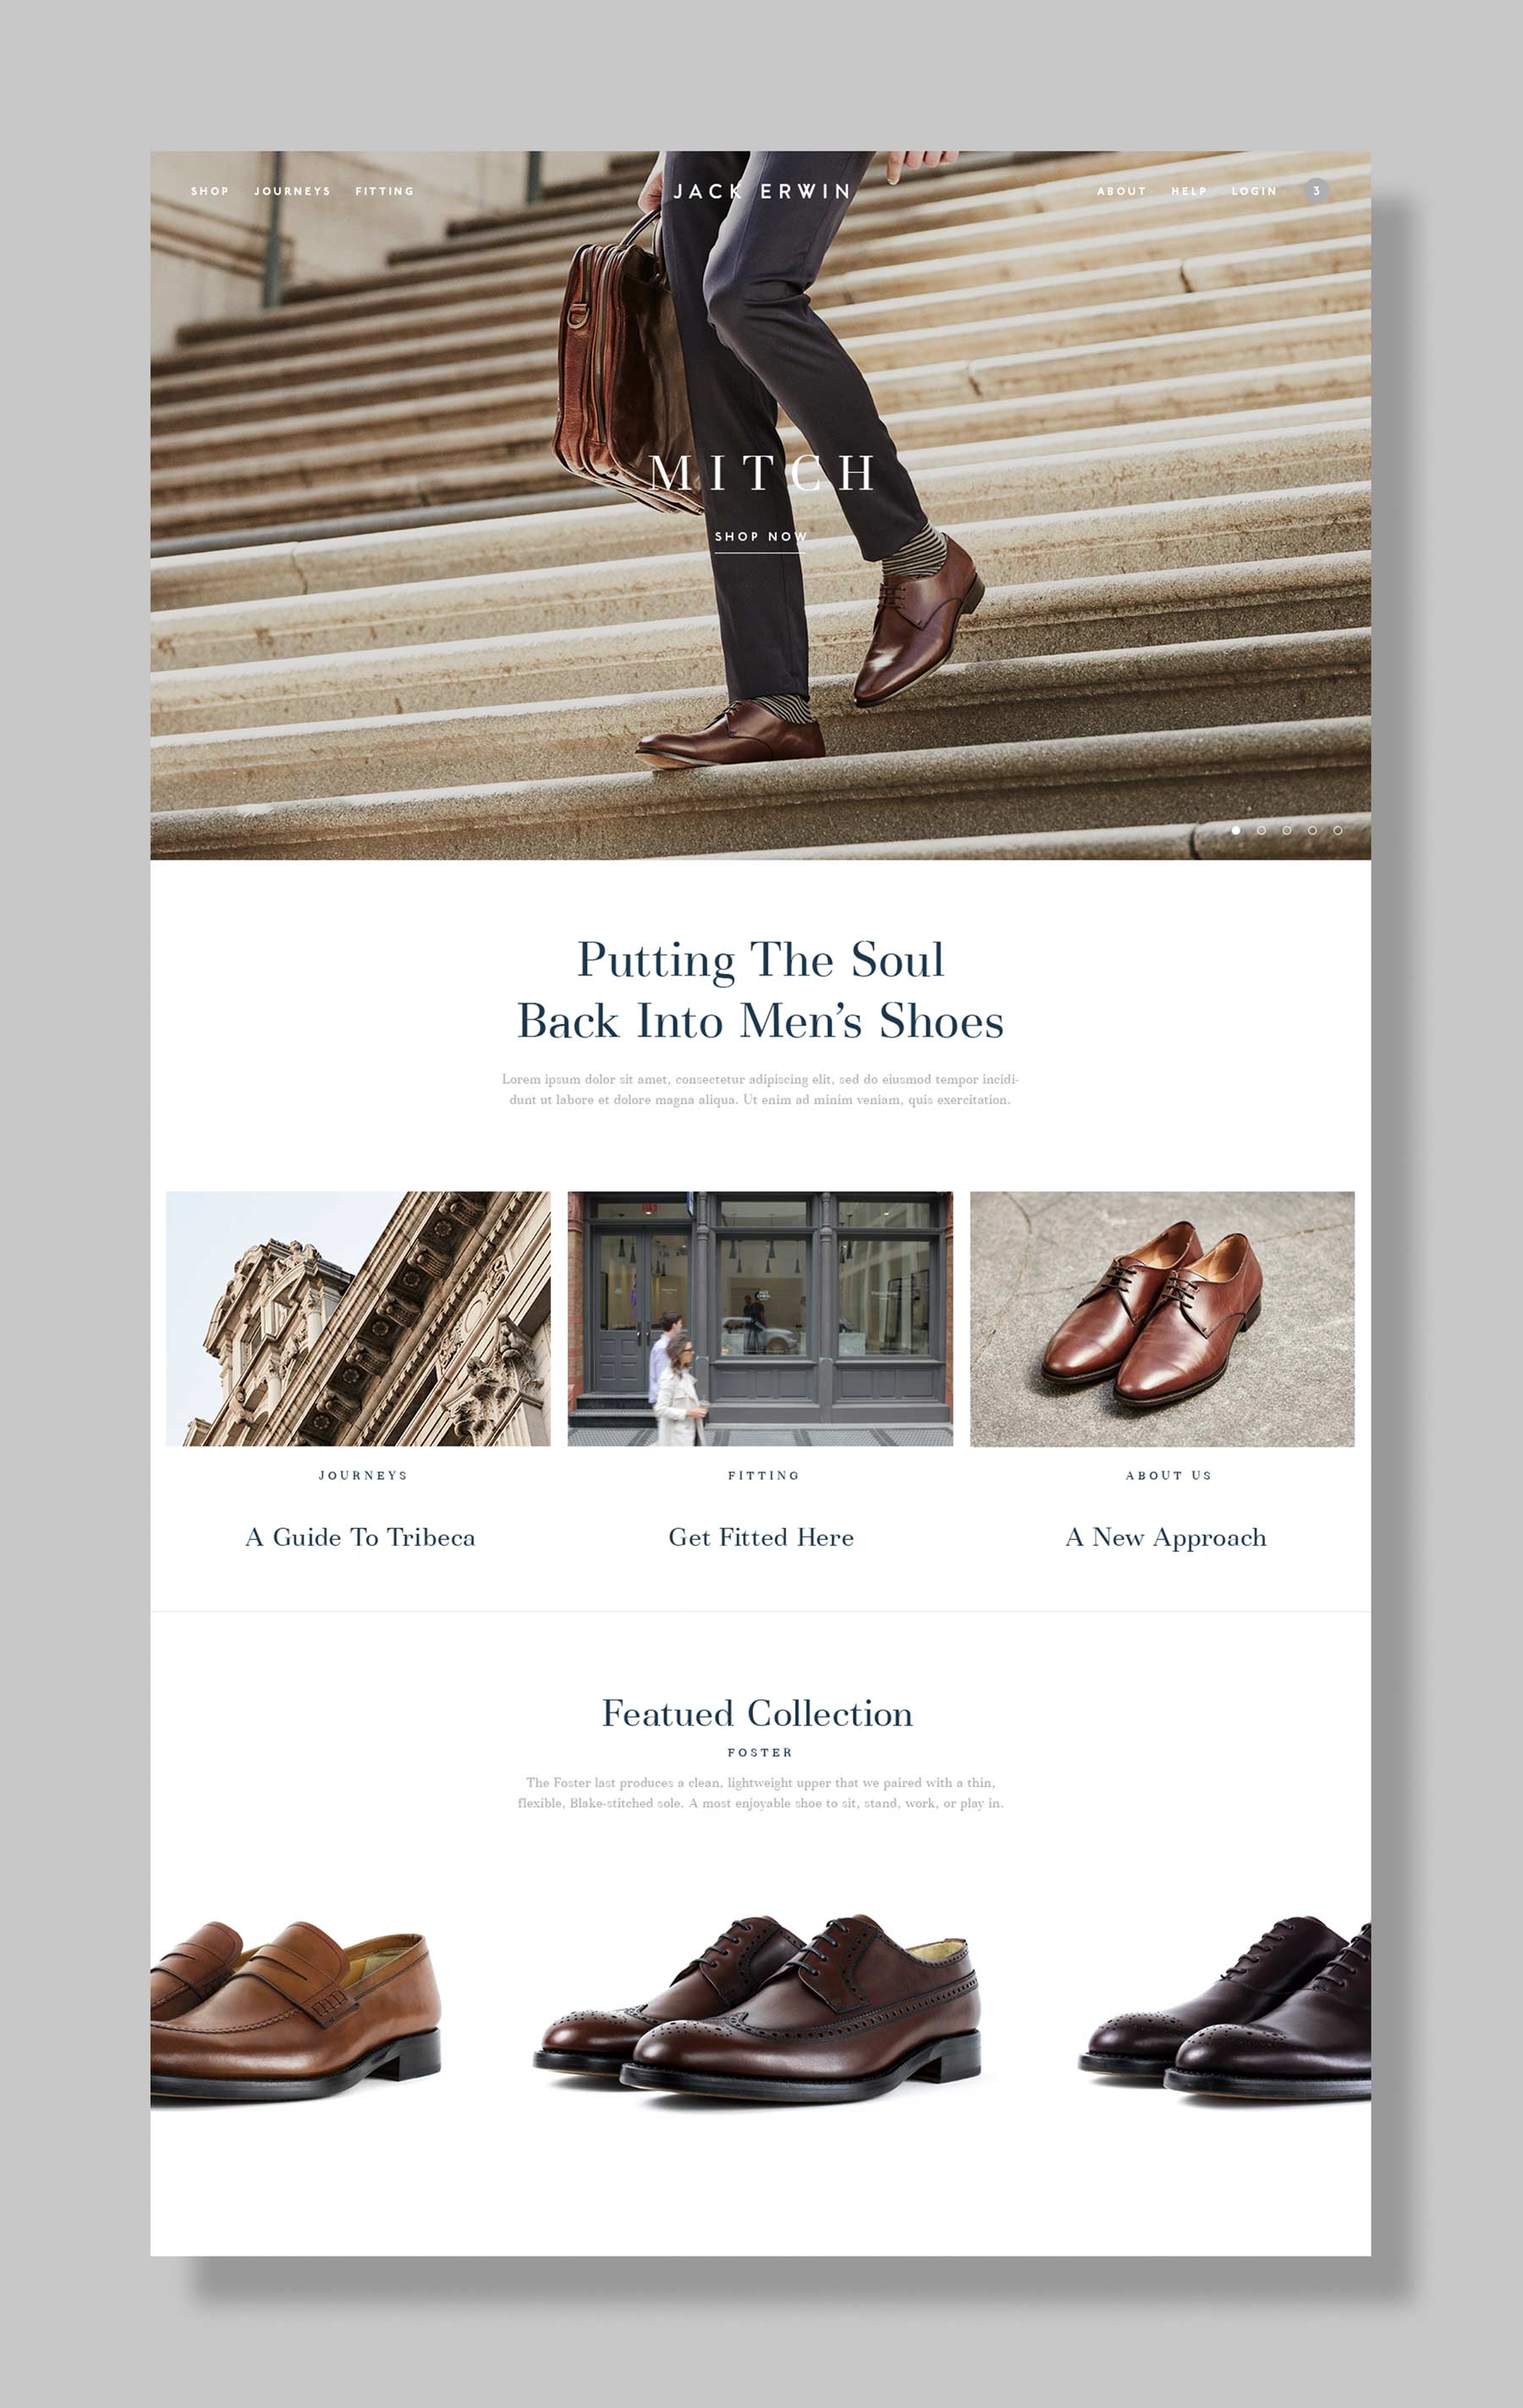 SHOP JOURNEYS FITTING JACK ERWIN ABOUT HELP LOGIN 3
MITCH
SHOP NOW
Putting The Soul
Back Into Men’s Shoes
Lorem ipsum dolor sit amet, consectetur adipiscing elit, sed do eiusmod tempor incidi-
dunt ut labore et dolore magna aliqua. Ut enim ad minim veniam, quis exercitation.
JOURNEYS
A Guide To Tribeca
FITTING
Get Fitted Here
ABOUT US
A New Approach
Featued Collection
FOSTER
The Foster last produces a clean, lightweight upper that we paired with a thin,
flexible, Blake-stitched sole. A most enjoyable shoe to sit, stand, work, or play in.